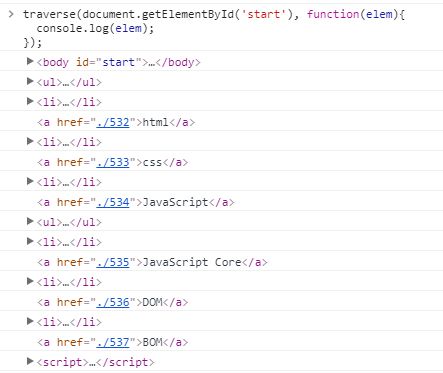 > traverse(document.getElementById('start'), function(elem){
console.log(elem);
});
▶<body id="start">…</body>
▶<ul>…</ul>
▶<li>…</li>
<a href="./532">html</a>
▶<li>…</li>
<a href="./533">css</a>
▶<li>…</li>
<a href="./534">JavaScript</a>
▶<ul>…</ul>
▶<li>…</li>
<a href="./535">JavaScript Core</a>
▶<li>…</li>
<a href="./536">DOM</a>
▶<li>…</li>
<a href="./537">BOM</a>
▶<script>…</script>